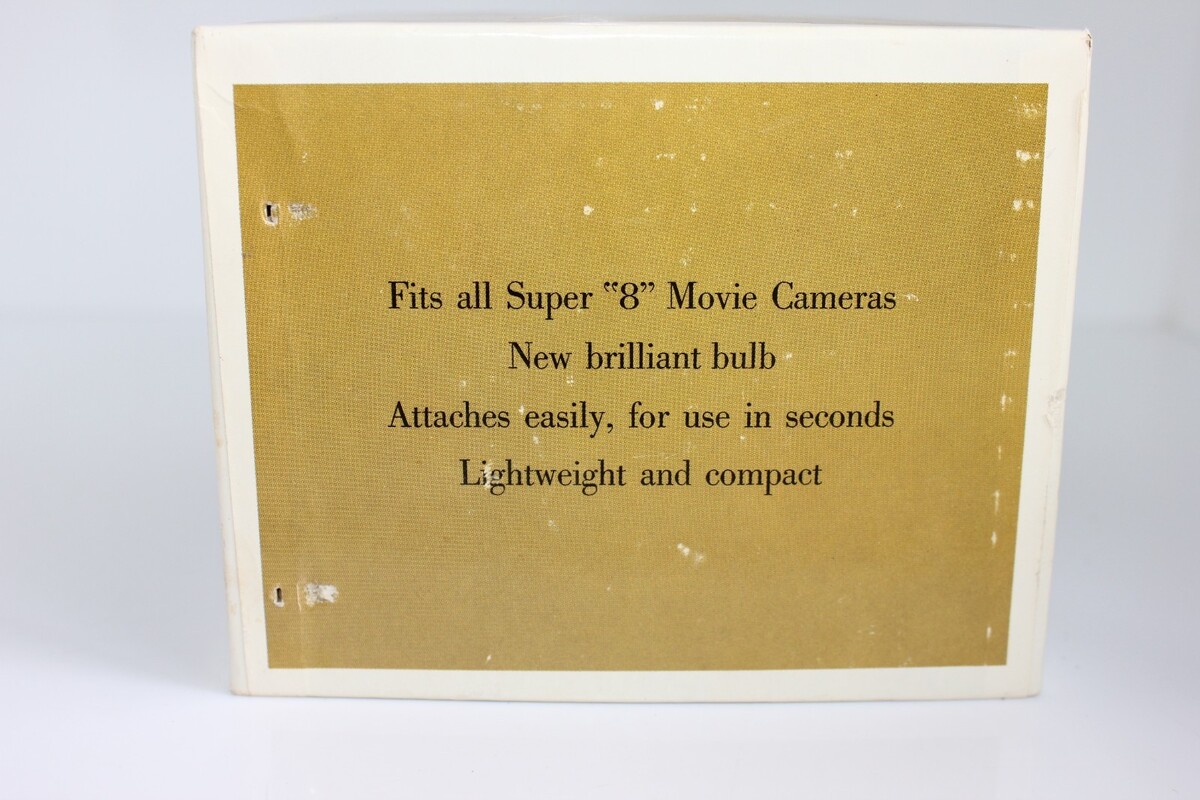 Fits all Super “8” Movie Cameras
New brilliant bulb
Attaches easily, for use in seconds
Lightweight and compact